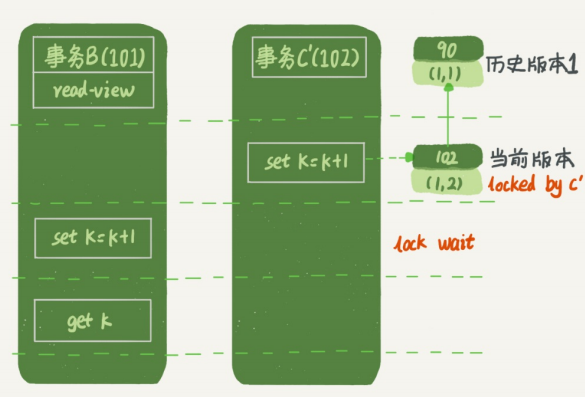 事务B(101)
read-view
事务C'(102)
90
(1,1)
历史版本1
set K=k+1
102
(1,2)
当前版本
locked by c'
set K=k+1
lock wait
get k